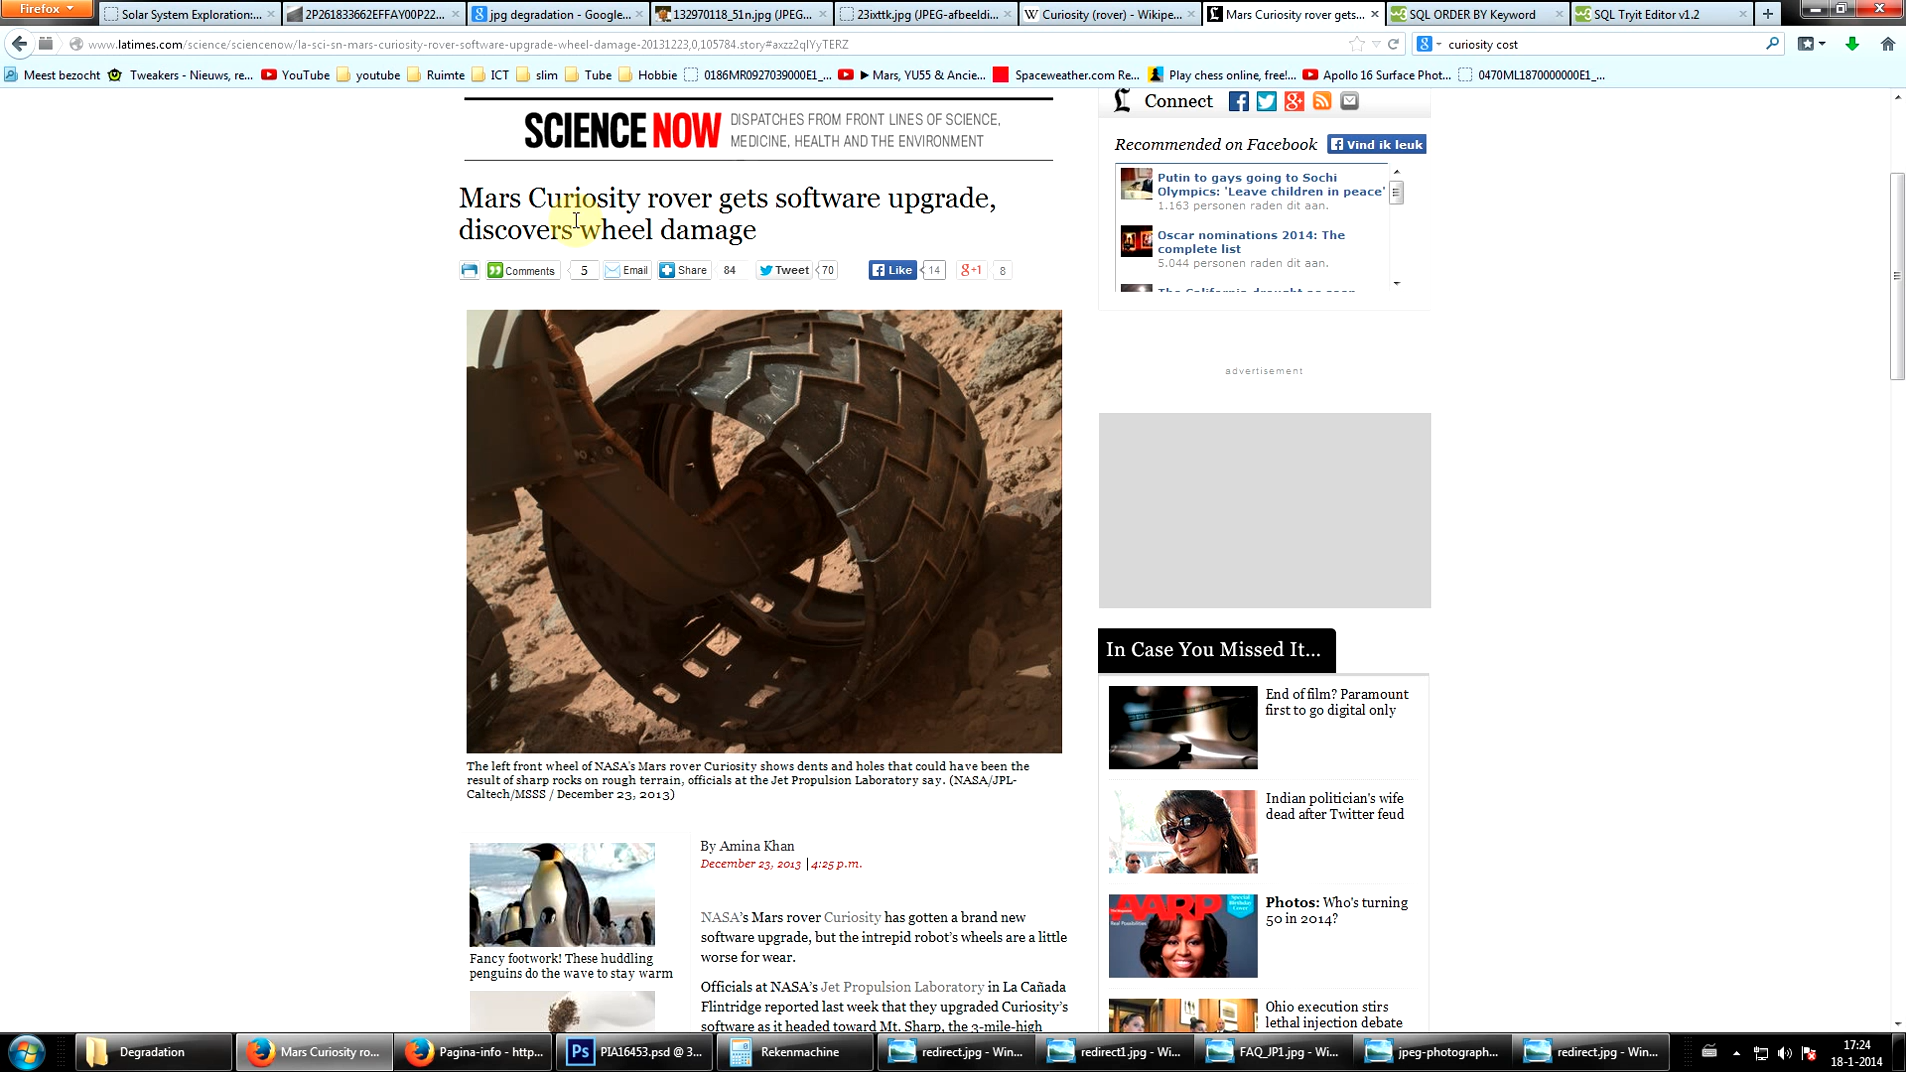 Firefox
Solar System Exploration:...
2P261833662EFFAY00P22...
jpg degradation - Google...
132970118_51n.jpg (JPEG...
23ixttk.jpg (JPEG-afbeeldi...
Curiosity (rover) - Wikipe...
Mars Curiosity rover gets...
SQL ORDER BY Keyword
SQL Tryit Editor v1.2
www.latimes.com/science/sciencenow/la-sci-sn-mars-curiosity-rover-software-upgrade-wheel-damage-20131223,0,105784.story#axzz2qIYyTERZ
curiosity cost
Meest bezocht
Tweakers - Nieuws, re...
YouTube
youtube
Ruimte
ICT
slim
Tube
Hobbie
0186MR0927039000E1_...
Mars, YU55 & Ancie...
Spaceweather.com Re...
Play chess online, free!...
Apollo 16 Surface Phot...
0470ML1870000000E1_...
SCIENCE NOW
DISPATCHES FROM FRONT LINES OF SCIENCE,
MEDICINE, HEALTH AND THE ENVIRONMENT
Mars Curiosity rover gets software upgrade,
discovers wheel damage
Comments 5 Email Share 84 Tweet 70 Like 14 g+1 8
The left front wheel of NASA's Mars rover Curiosity shows dents and holes that could have been the
result of sharp rocks on rough terrain, officials at the Jet Propulsion Laboratory say. (NASA/JPL-
Caltech/MSSS / December 23, 2013)
Fancy footwork! These huddling
penguins do the wave to stay warm
By Amina Khan
December 23, 2013 | 4:25 p.m.
NASA's Mars rover Curiosity has gotten a brand new
software upgrade, but the intrepid robot's wheels are a little
worse for wear.
Officials at NASA's Jet Propulsion Laboratory in La Cañada
Flintridge reported last week that they upgraded Curiosity's
software as it headed toward Mt. Sharp, the 3-mile-high
Connect
Recommended on Facebook
Vind ik leuk
Putin to gays going to Sochi
Olympics: 'Leave children in peace'
1.163 personen raden dit aan.
Oscar nominations 2014: The
complete list
5.044 personen raden dit aan.
advertisement
In Case You Missed It...
End of film? Paramount
first to go digital only
Indian politician's wife
dead after Twitter feud
AARP
Photos: Who's turning
50 in 2014?
Ohio execution stirs
lethal injection debate
Degradation
Mars Curiosity ro...
Pagina-info - http...
Ps
PIA16453.psd @ 3...
Rekenmachine
redirect.jpg - Win...
redirect1.jpg - Wi...
FAQ_JP1.jpg - Wi...
jpeg-photograph...
redirect.jpg - Win...
17:24
18-1-2014